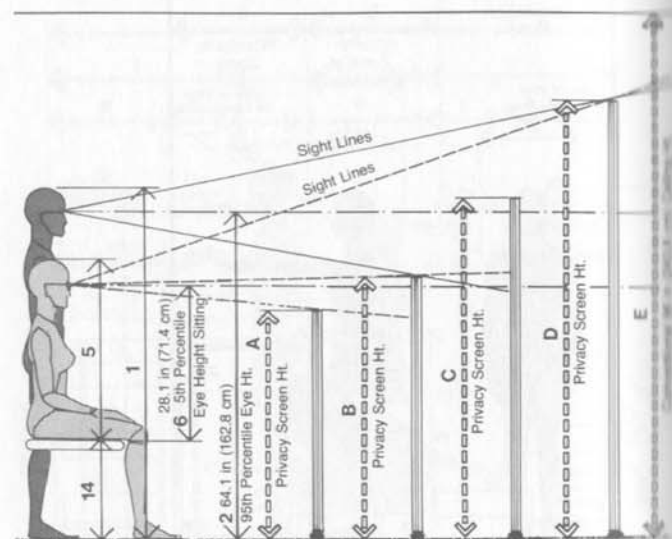 Sight Lines
Sight Lines
5
1
28.1 in (71.4 cm)
5th Percentile
Eye Height Sitting
6
14
2 64.1 in (162.8 cm)
95th Percentile Eye Ht.
A
Privacy Screen Ht.
B
Privacy Screen Ht.
C
Privacy Screen Ht.
D
Privacy Screen Ht.
E